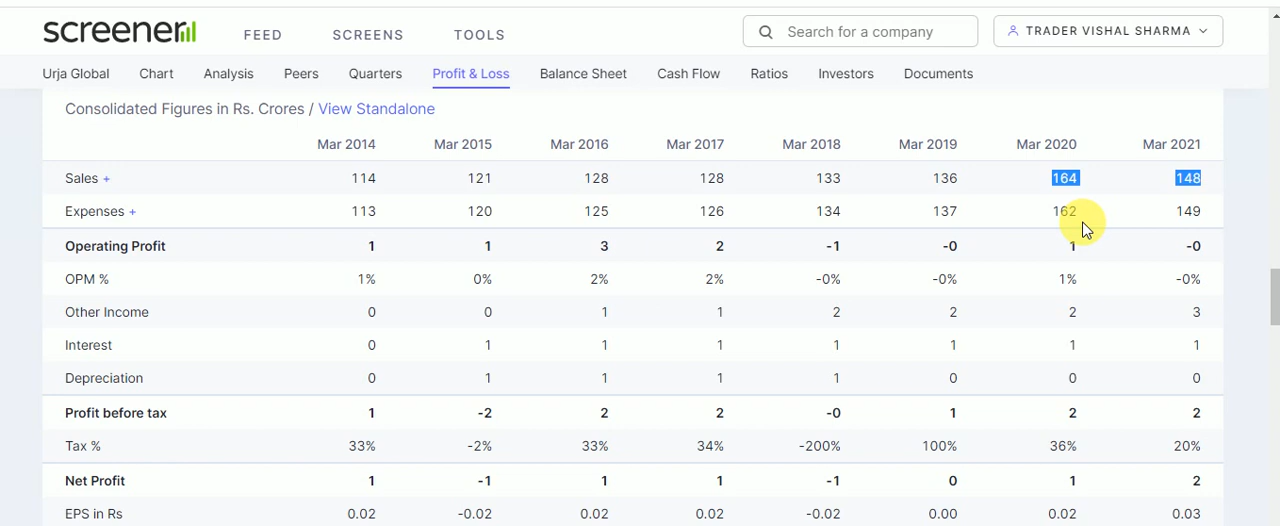 screener FEED SCREENS TOOLS Search for a company TRADER VISHAL SHARMA
Urja Global Chart Analysis Peers Quarters Profit & Loss Balance Sheet Cash Flow Ratios Investors Documents
Consolidated Figures in Rs. Crores / View Standalone
Mar 2014 Mar 2015 Mar 2016 Mar 2017 Mar 2018 Mar 2019 Mar 2020 Mar 2021
Sales + 114 121 128 128 133 136 164 148
Expenses + 113 120 125 126 134 137 162 149
Operating Profit 1 1 3 2 -1 -0 1 -0
OPM % 1% 0% 2% 2% -0% -0% 1% -0%
Other Income 0 0 1 1 2 2 2 3
Interest 0 1 1 1 1 1 1 1
Depreciation 0 1 1 1 1 0 0 0
Profit before tax 1 -2 2 2 -0 1 2 2
Tax % 33% -2% 33% 34% -200% 100% 36% 20%
Net Profit 1 -1 1 1 -1 0 1 2
EPS in Rs 0.02 -0.02 0.02 0.02 -0.02 0.00 0.02 0.03